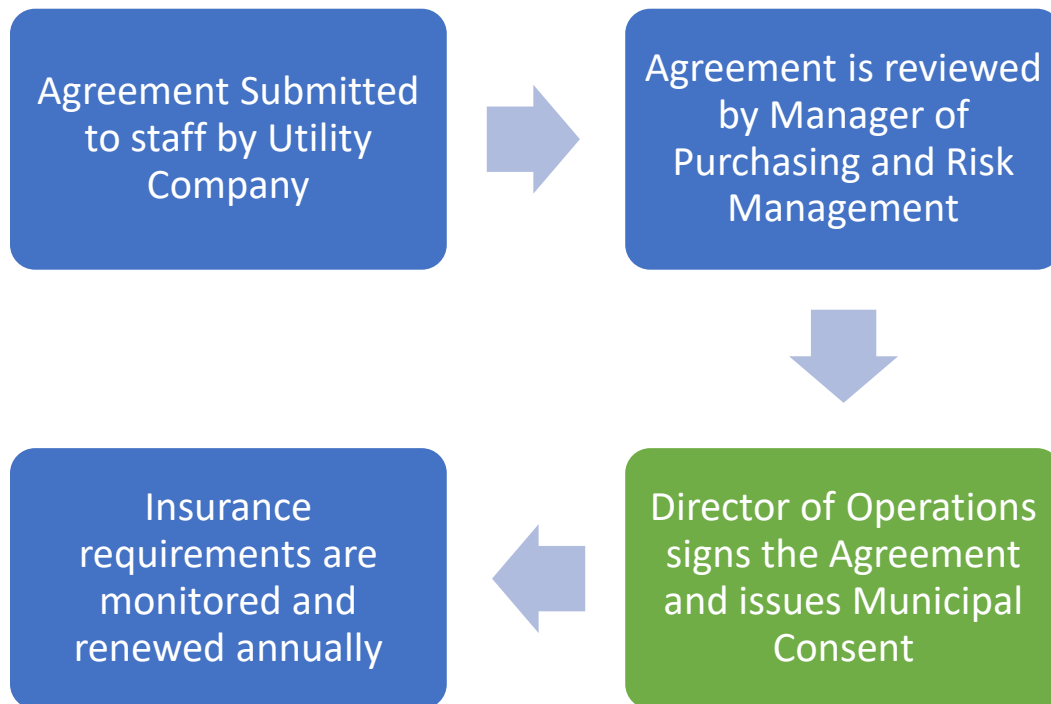 Agreement Submitted
to staff by Utility
Company
Agreement is reviewed
by Manager of
Purchasing and Risk
Management
Director of Operations
signs the Agreement
and issues Municipal
Consent
Insurance
requirements are
monitored and
renewed annually